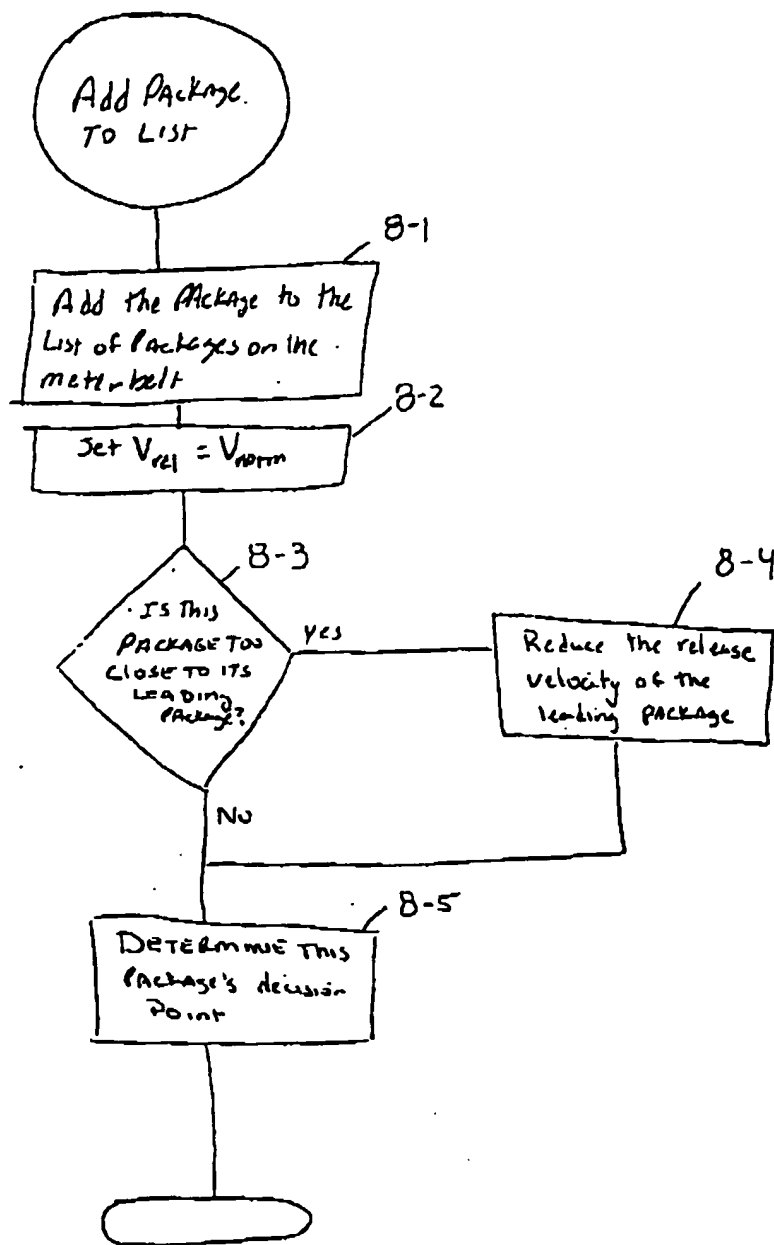 Add Package.
To List
8-1
Add the Package to the
List of Packages on the
meter belt
8-2
Set Vrel = Vnorm
8-3
Is This
Package Too
Close To Its
Leading
Package?
Yes
No
8-4
Reduce the release
velocity of the
leading package
8-5
Determine This
Package's decision
Point